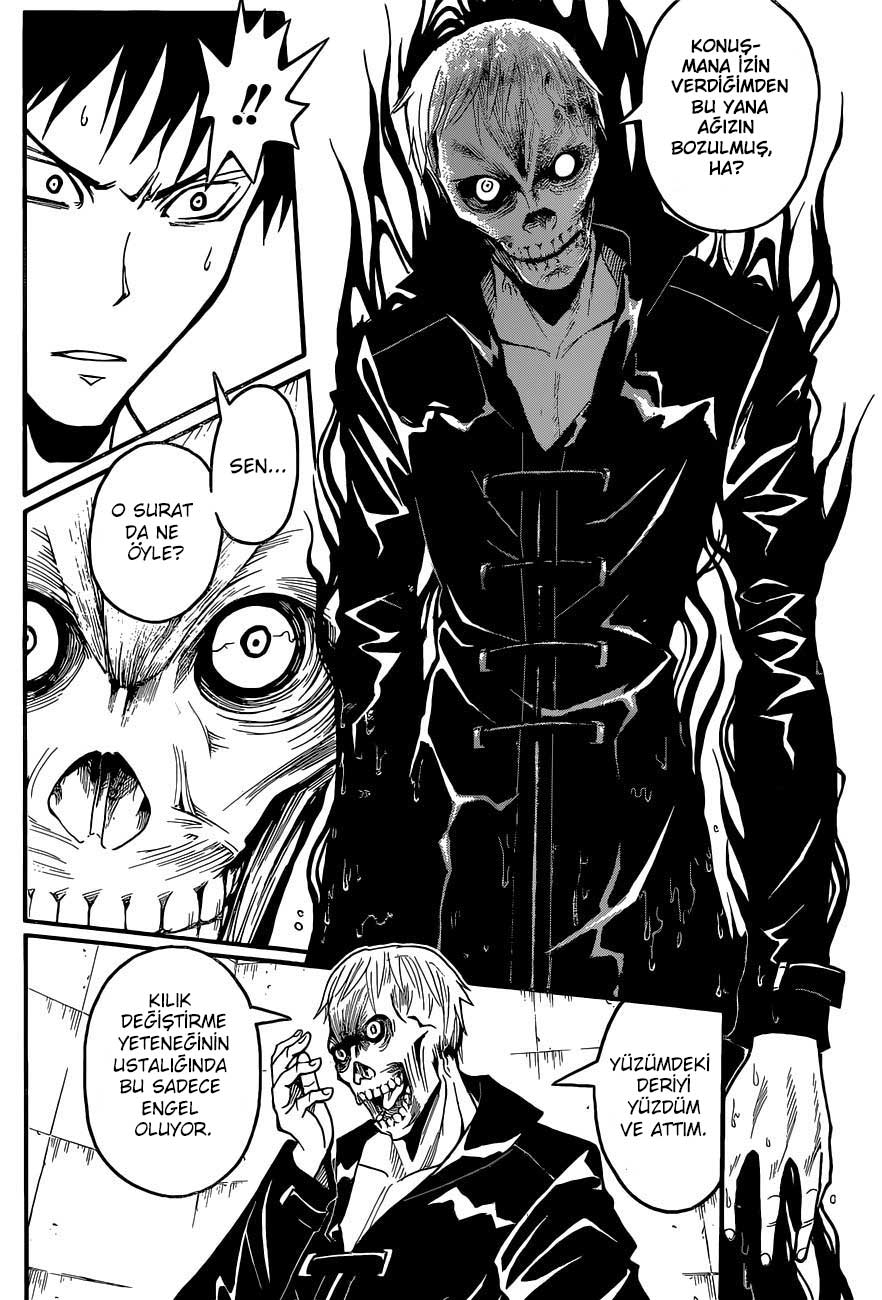 KONUŞ-
MANA İZİN
VERDİĞİMDEN
BU YANA
AĞIZIN
BOZULMUŞ,
HA?
!!
SEN...
O SURAT
DA NE
ÖYLE?
YÜZÜMDEKİ
DERİYİ
YÜZDÜM
VE ATTIM.
KILIK
DEĞİŞTİRME
YETENEĞİNİN
USTALIĞINDA
BU SADECE
ENGEL
OLUYOR.